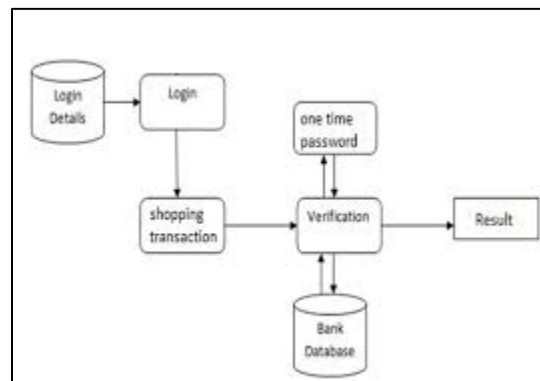 Login
Details
Login
one time
password
shopping
transaction
Verification
Result
Bank
Database